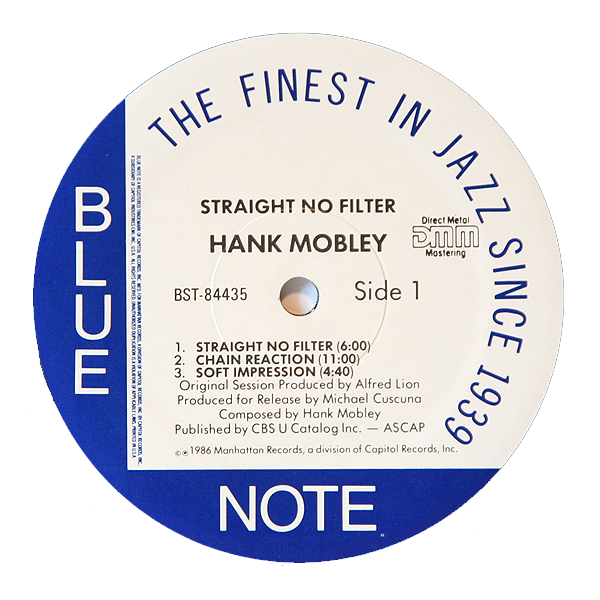 THE FINEST IN JAZZ SINCE 1939
BLUE
STRAIGHT NO FILTER
HANK MOBLEY
Direct Metal
DMM
Mastering
BST-84435
Side 1
1. STRAIGHT NO FILTER (6:00)
2. CHAIN REACTION (11:00)
3. SOFT IMPRESSION (4:40)
Original Session Produced by Alfred Lion
Produced for Release by Michael Cuscuna
Composed by Hank Mobley
Published by CBS U Catalog Inc. — ASCAP
©℗1986 Manhattan Records, a division of Capitol Records, Inc.
NOTE